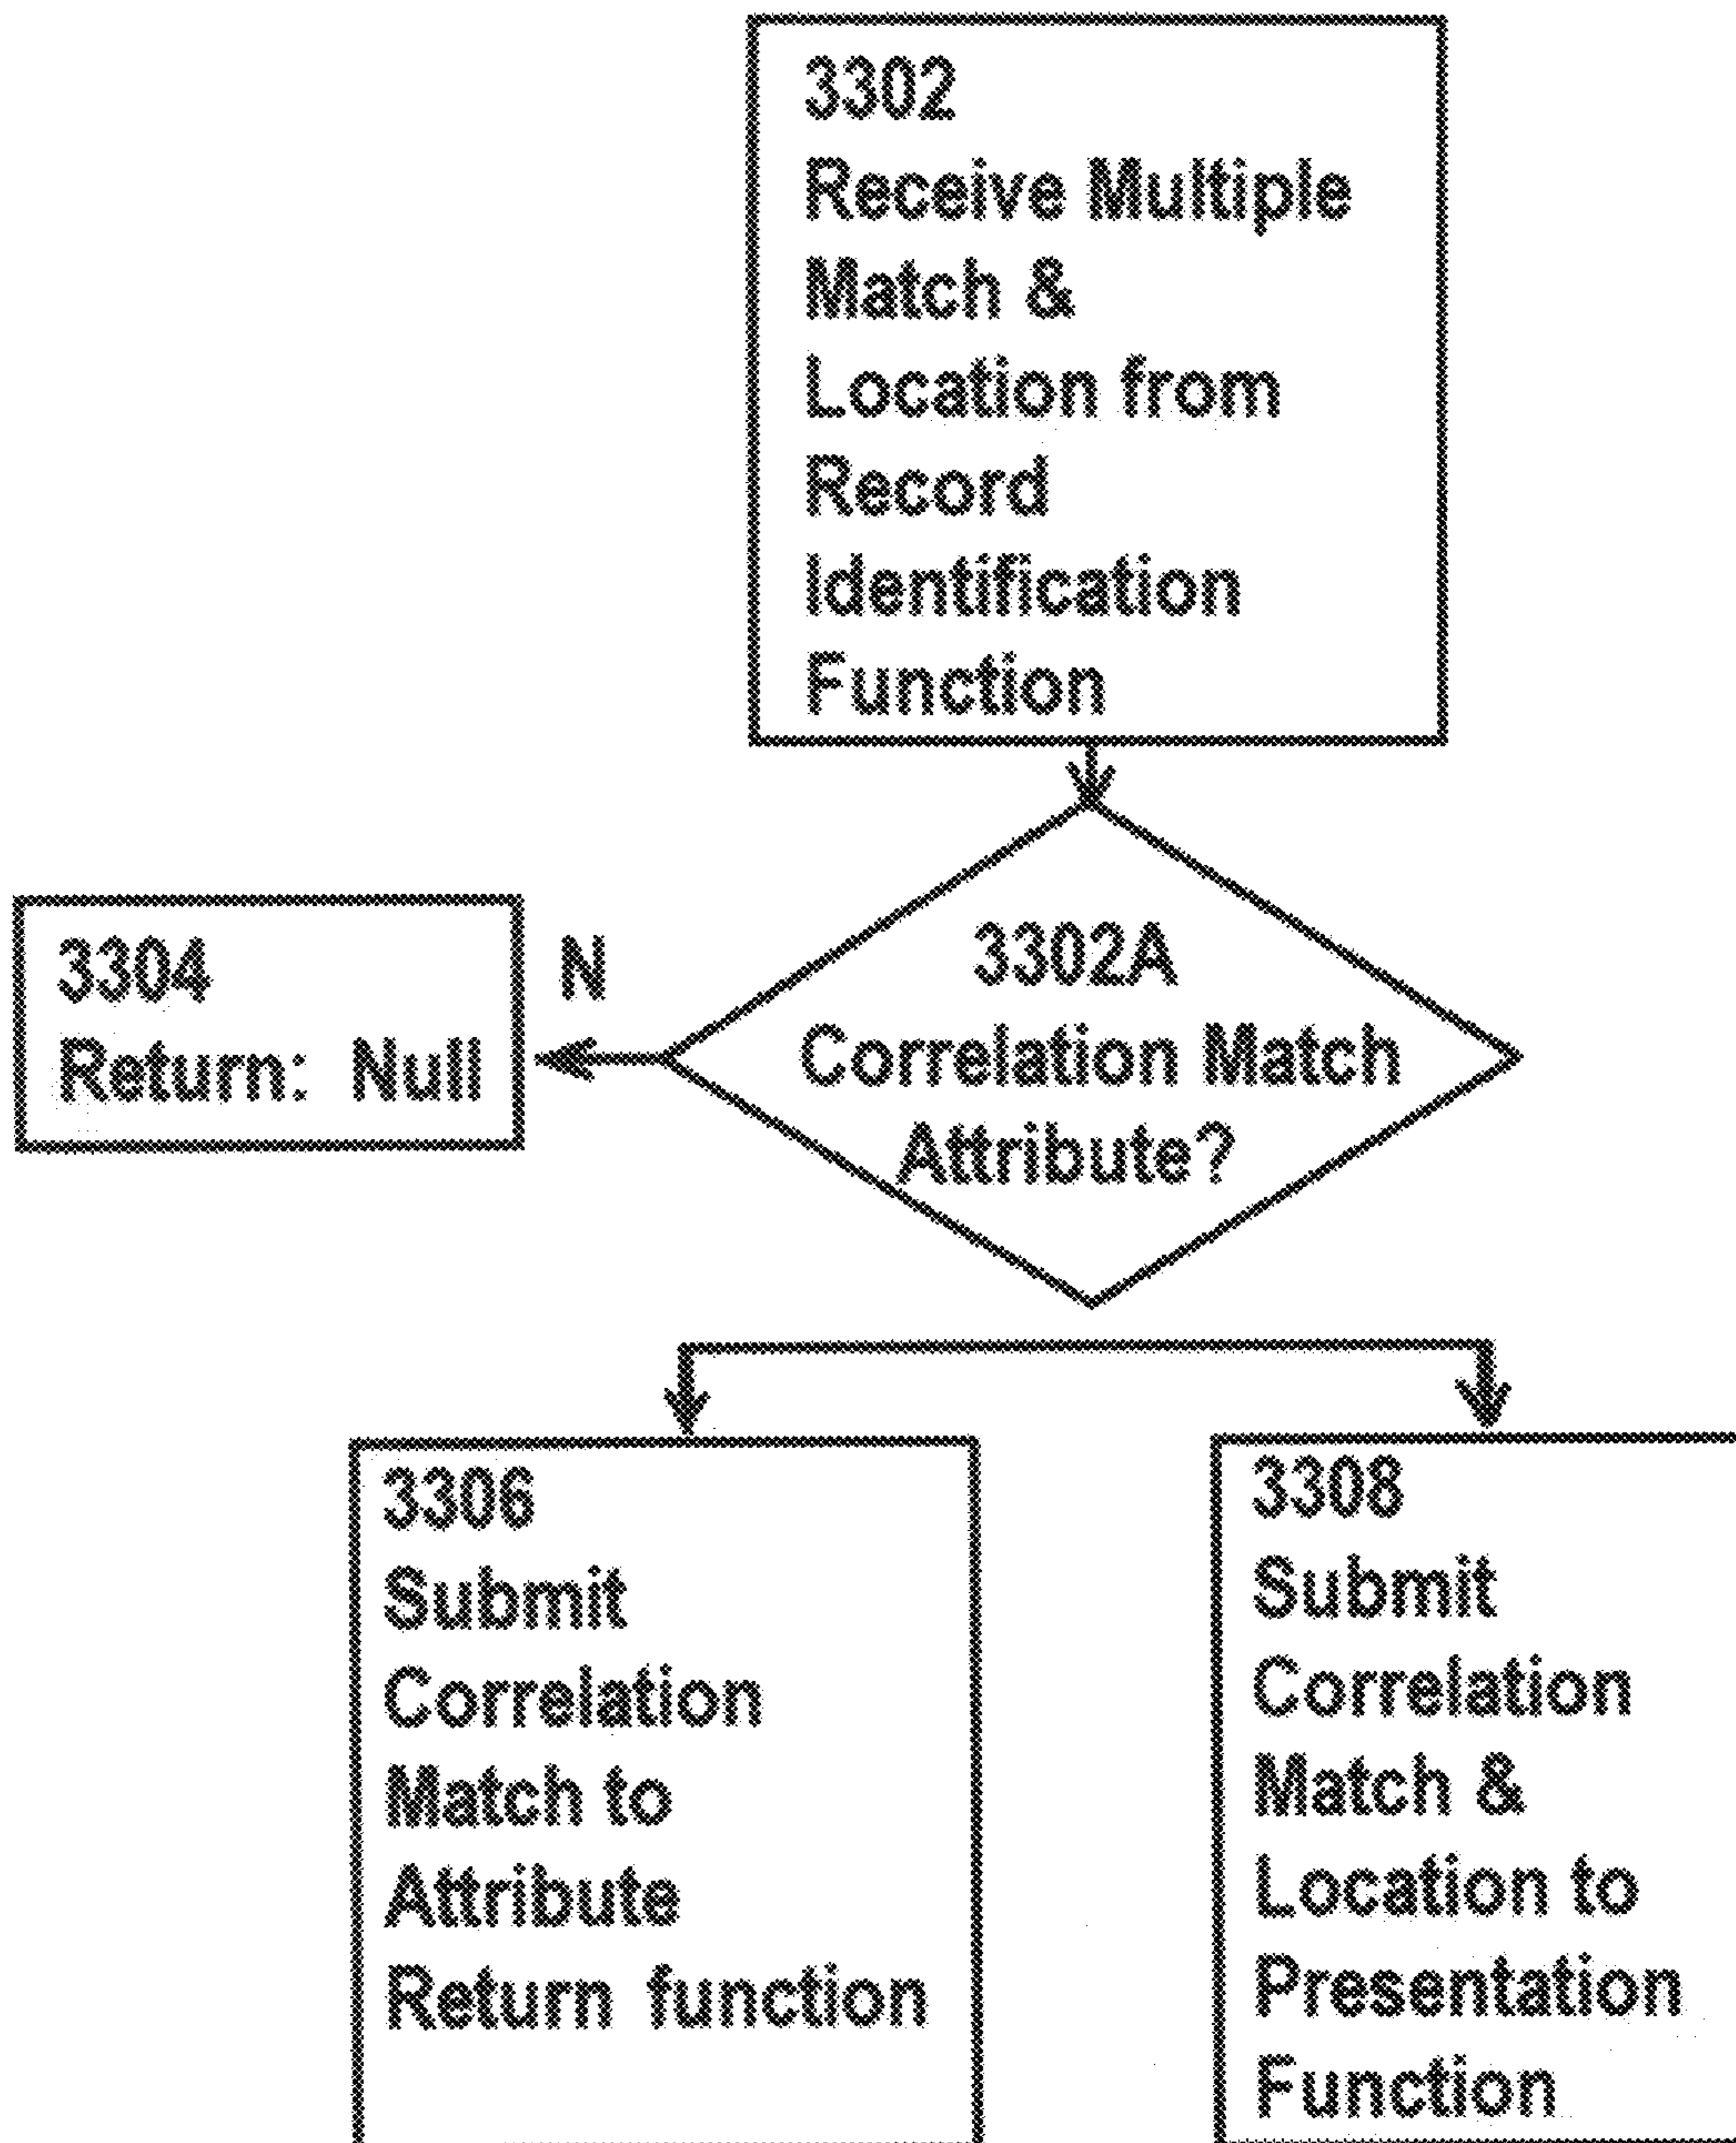 3302
Receive Multiple
Match &
Location from
Record
Identification
Function
3304
Return: Null
N
3302A
Correlation Match
Attribute?
3306
Submit
Correlation
Match to
Attribute
Return function
3308
Submit
Correlation
Match &
Location to
Presentation
Function